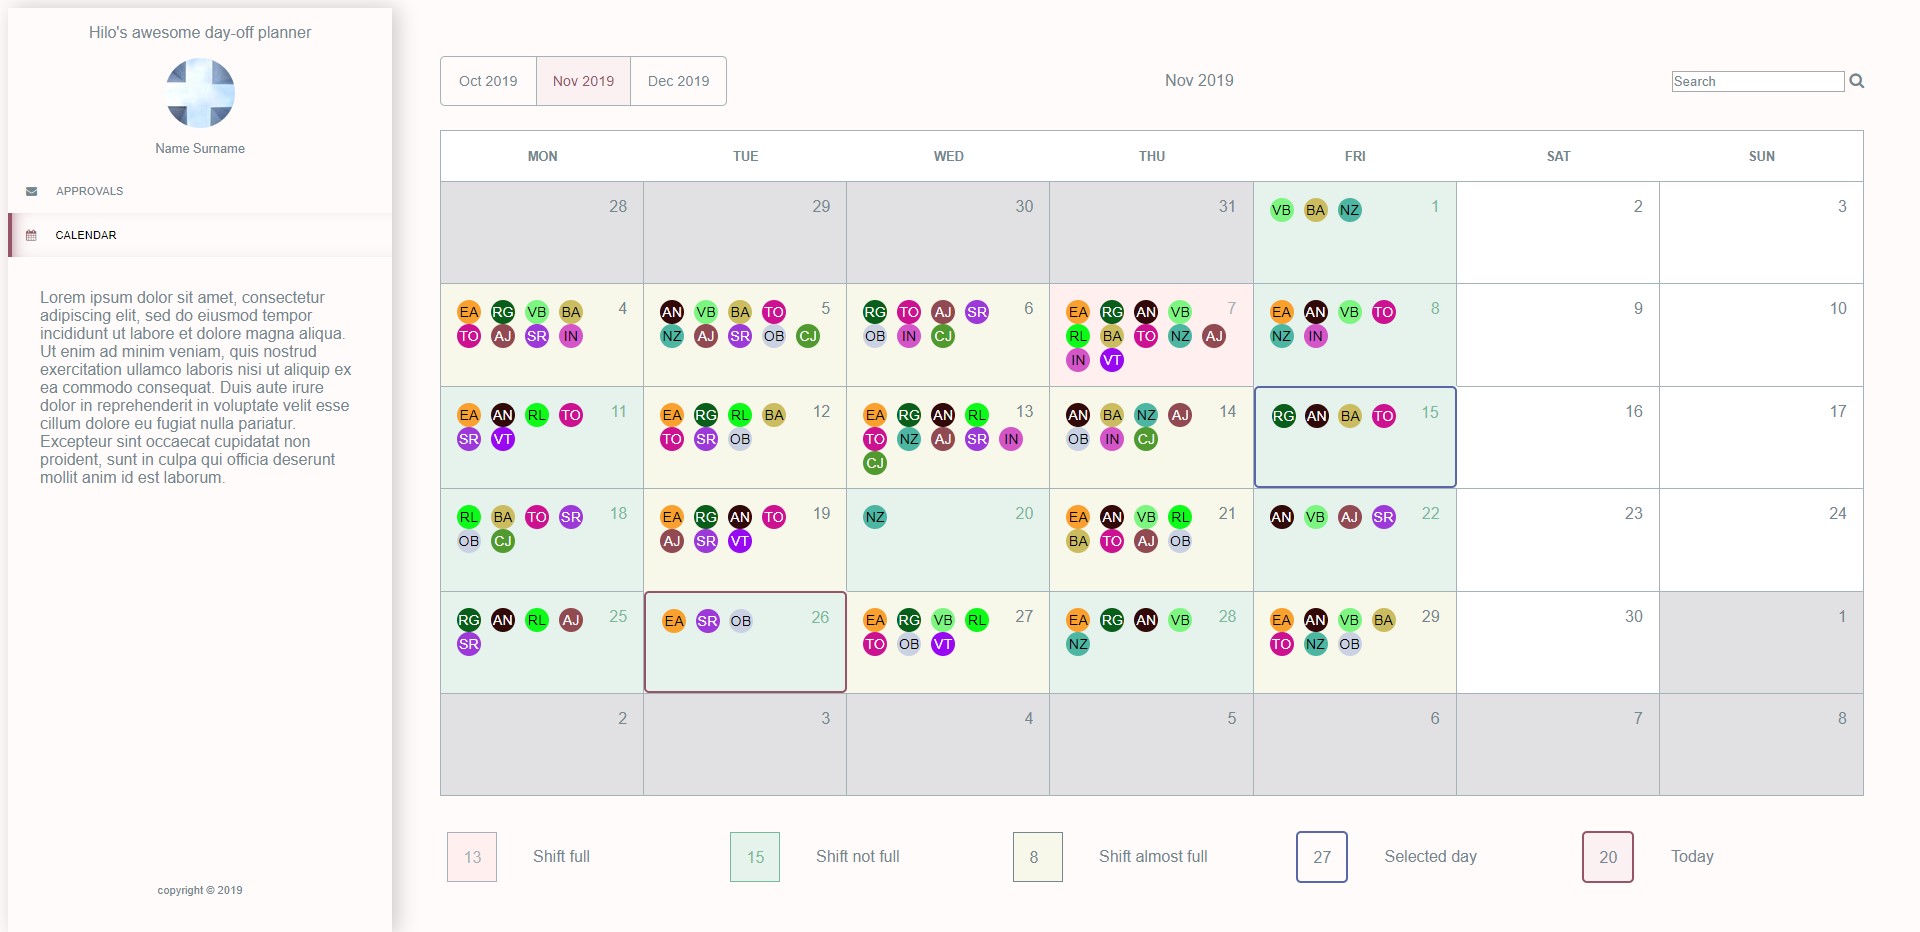 Hilo's awesome day-off planner
Name Surname
APPROVALS
CALENDAR
Lorem ipsum dolor sit amet, consectetur
adipiscing elit, sed do eiusmod tempor
incididunt ut labore et dolore magna aliqua.
Ut enim ad minim veniam, quis nostrud
exercitation ullamco laboris nisi ut aliquip ex
ea commodo consequat. Duis aute irure
dolor in reprehenderit in voluptate velit esse
cillum dolore eu fugiat nulla pariatur.
Excepteur sint occaecat cupidatat non
proident, sunt in culpa qui officia deserunt
mollit anim id est laborum.
copyright © 2019
Oct 2019 Nov 2019 Dec 2019
Nov 2019
Search
MON TUE WED THU FRI SAT SUN
28 29 30 31 VB BA NZ 1 2 3
EA RG VB BA 4 AN VB BA TO 5 RG TO AJ SR 6 EA RG AN VB 7 EA AN VB TO 8 9 10
TO AJ SR IN NZ AJ SR OB CJ OB IN CJ RL BA TO NZ AJ NZ IN
IN VT
EA AN RL TO 11 EA RG RL BA 12 EA RG AN RL 13 AN BA NZ AJ 14 RG AN BA TO 15 16 17
SR VT TO SR OB TO NZ AJ SR IN OB IN CJ
CJ
RL BA TO SR 18 EA RG AN TO 19 NZ 20 EA AN VB RL 21 AN VB AJ SR 22 23 24
OB CJ AJ SR VT BA TO AJ OB
RG AN RL AJ 25 EA SR OB 26 EA RG VB RL 27 EA RG AN VB 28 EA AN VB BA 29 30 1
SR TO OB VT NZ TO NZ OB
2 3 4 5 6 7 8
13 Shift full 15 Shift not full 8 Shift almost full 27 Selected day 20 Today